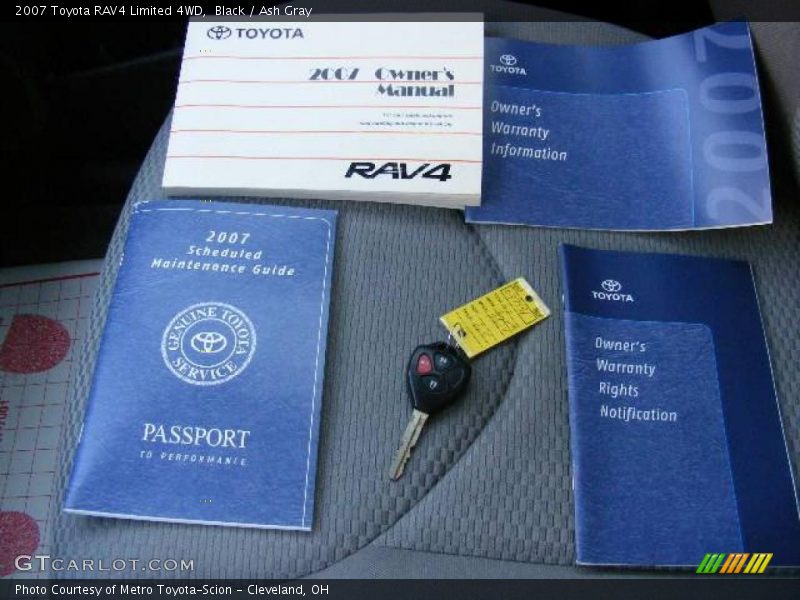 2007 Toyota RAV4 Limited 4WD, Black / Ash Gray
TOYOTA
2007 Owner's
Manual
RAV4
TOYOTA
Owner's
Warranty
Information
2007
2007
Scheduled
Maintenance Guide
GENUINE TOYOTA
SERVICE
PASSPORT
TO PERFORMANCE
TOYOTA
Owner's
Warranty
Rights
Notification
GTCARLOT.COM
Photo Courtesy of Metro Toyota-Scion - Cleveland, OH